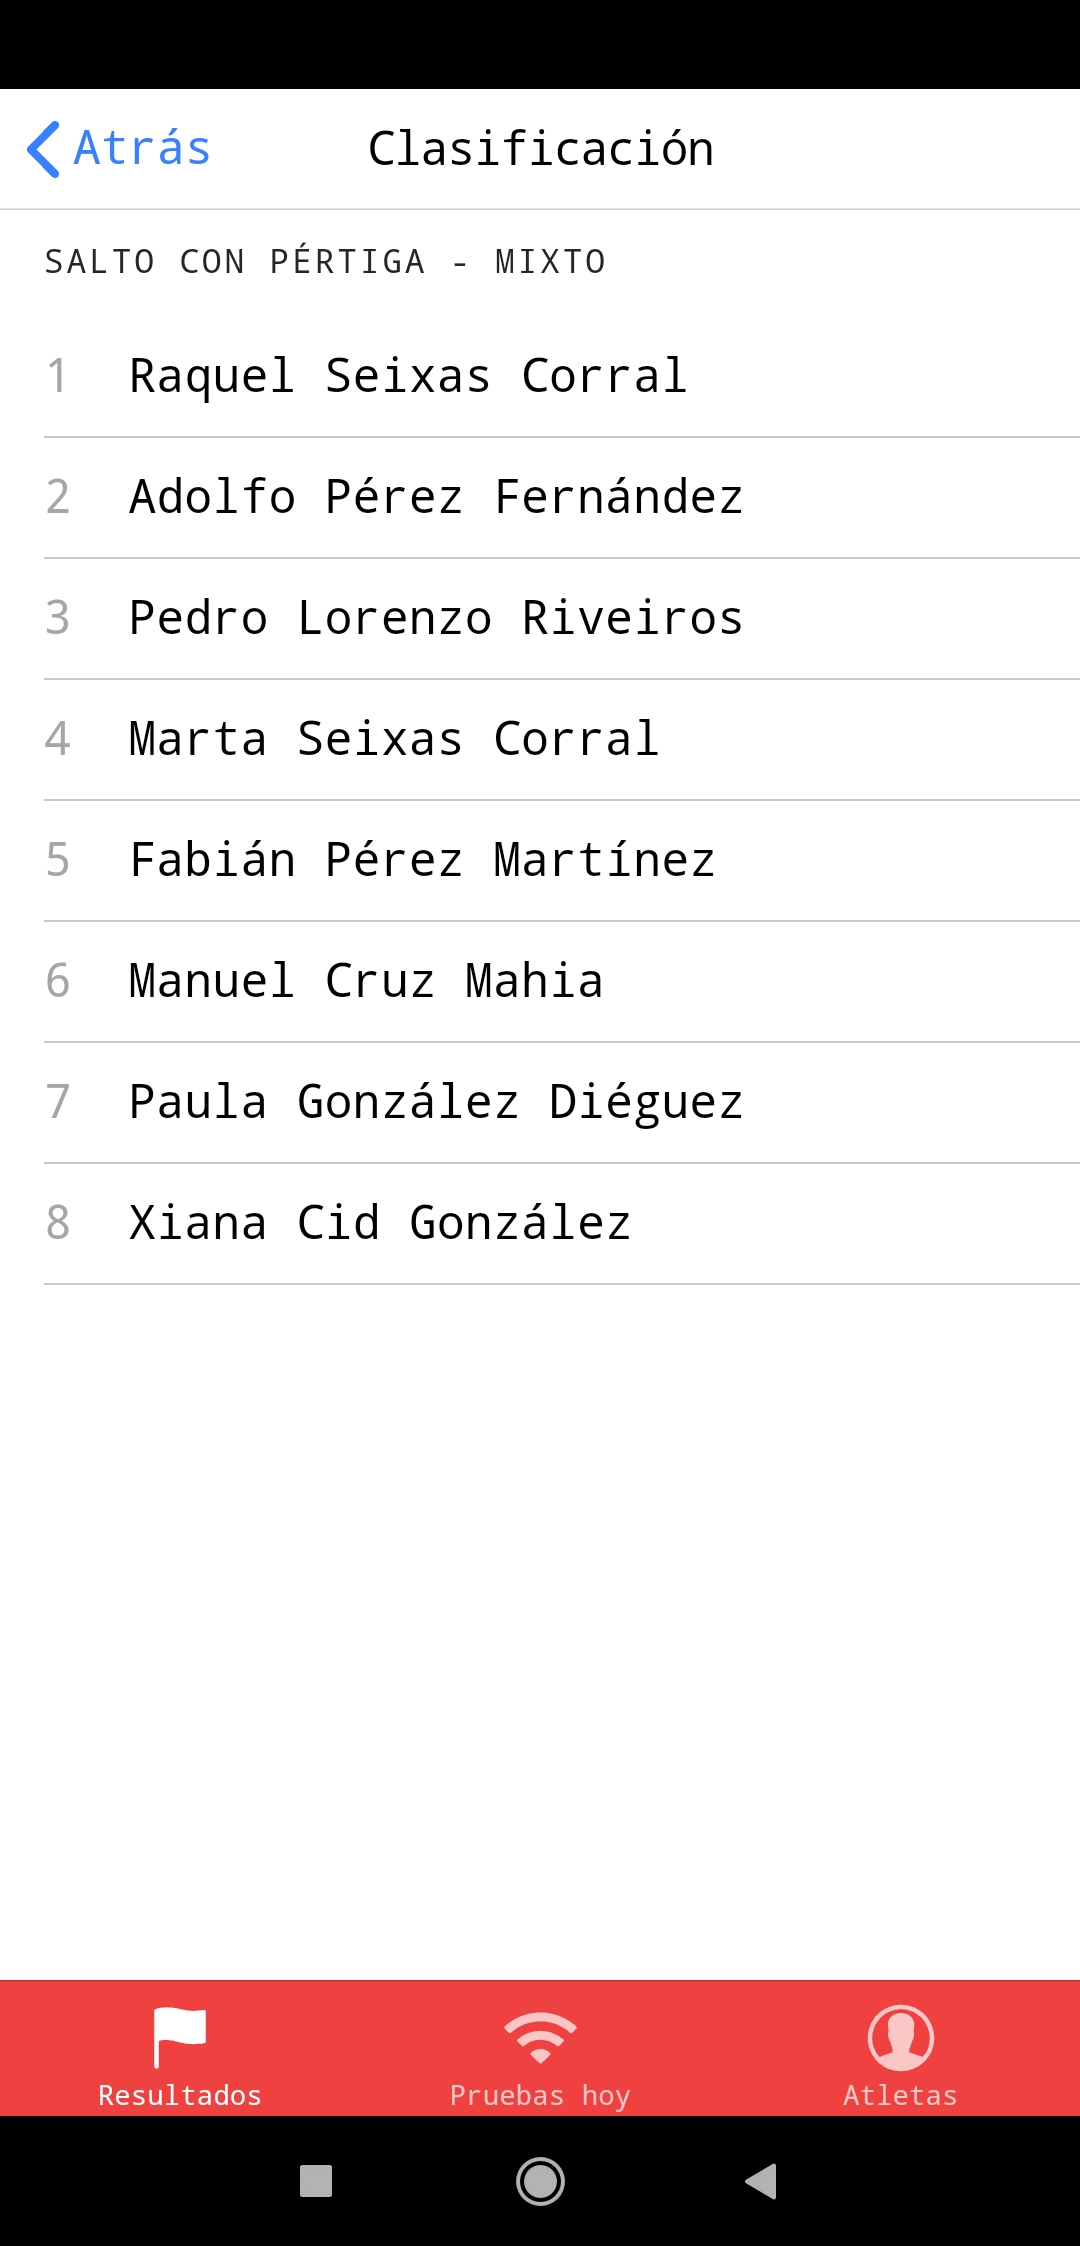 Atrás
Clasificación
SALTO CON PÉRTIGA - MIXTO
1 Raquel Seixas Corral
2 Adolfo Pérez Fernández
3 Pedro Lorenzo Riveiros
4 Marta Seixas Corral
5 Fabián Pérez Martínez
6 Manuel Cruz Mahia
7 Paula González Diéguez
8 Xiana Cid González
Resultados Pruebas hoy Atletas